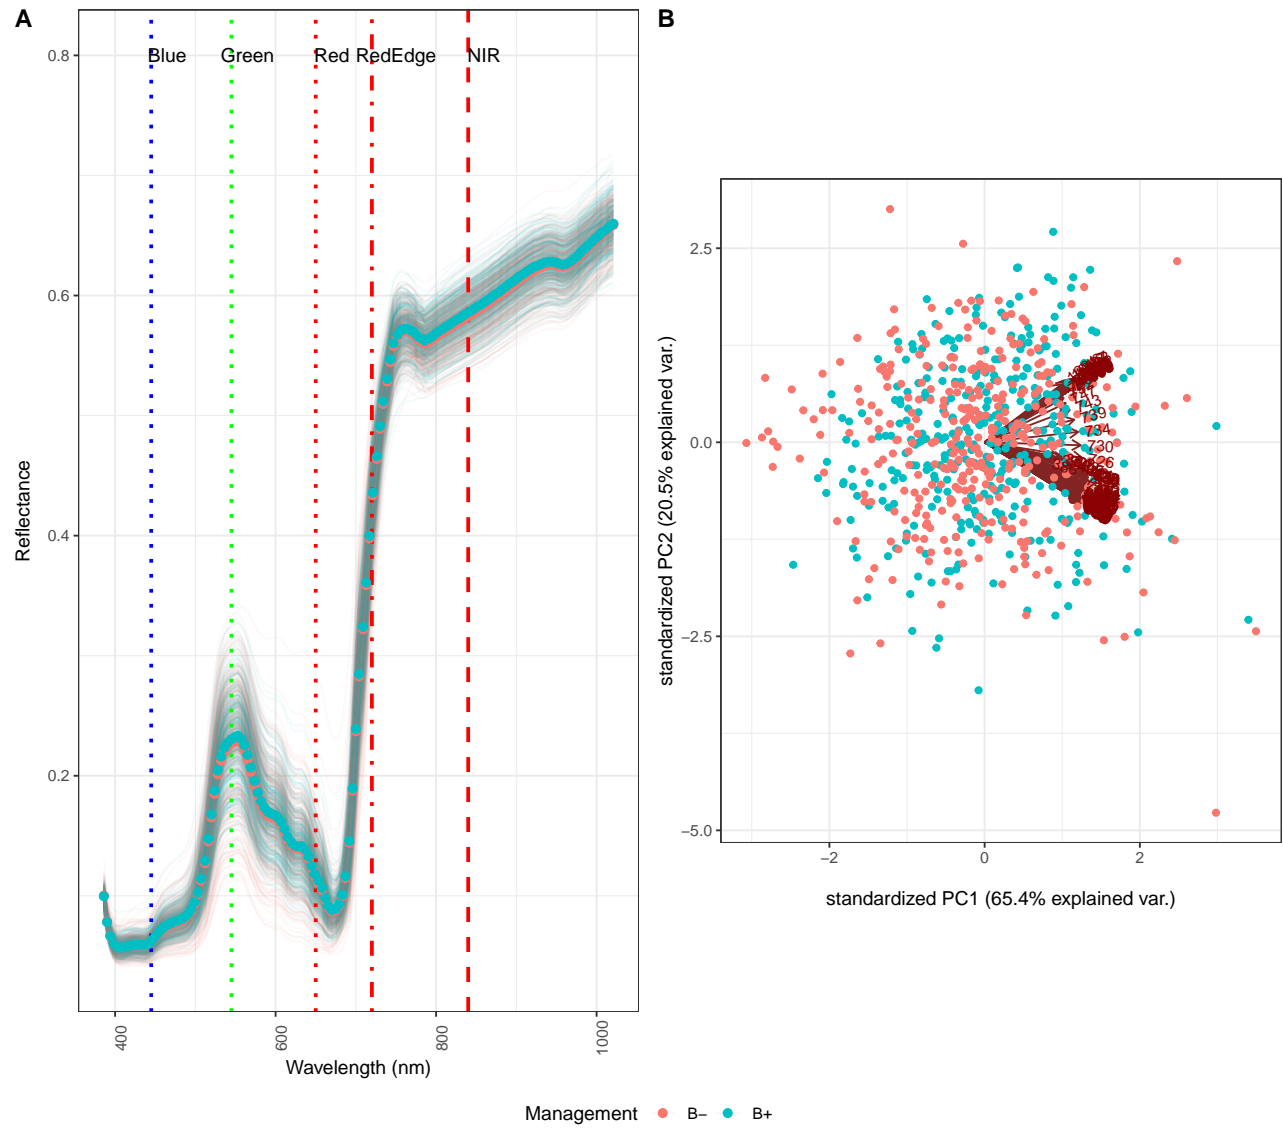 A
B
Blue
Green
Red
RedEdge
NIR
0.8
0.6
0.4
0.2
Reflectance
400
600
800
1000
Wavelength (nm)
2.5
0.0
−2.5
−5.0
standardized PC2 (20.5% explained var.)
739
734
730
−2
0
2
standardized PC1 (65.4% explained var.)
Management
B−
B+